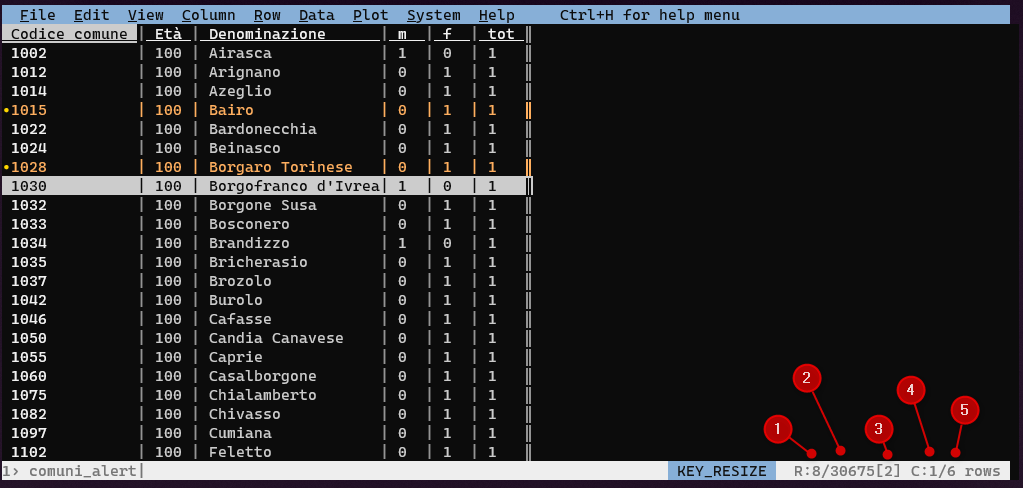 File Edit View Column Row Data Plot System Help Ctrl+H for help menu
Codice comune | Età | Denominazione | m | f | tot ‖
1002 | 100 | Airasca | 1 | 0 | 1 ‖
1012 | 100 | Arignano | 0 | 1 | 1 ‖
1014 | 100 | Azeglio | 0 | 1 | 1 ‖
•1015 | 100 | Bairo | 0 | 1 | 1 ‖
1022 | 100 | Bardonecchia | 0 | 1 | 1 ‖
1024 | 100 | Beinasco | 0 | 1 | 1 ‖
•1028 | 100 | Borgaro Torinese | 0 | 1 | 1 ‖
1030 | 100 | Borgofranco d'Ivrea | 1 | 0 | 1 ‖
1032 | 100 | Borgone Susa | 0 | 1 | 1 ‖
1033 | 100 | Bosconero | 0 | 1 | 1 ‖
1034 | 100 | Brandizzo | 1 | 0 | 1 ‖
1035 | 100 | Bricherasio | 0 | 1 | 1 ‖
1037 | 100 | Brozolo | 0 | 1 | 1 ‖
1042 | 100 | Burolo | 0 | 1 | 1 ‖
1046 | 100 | Cafasse | 0 | 1 | 1 ‖
1050 | 100 | Candia Canavese | 0 | 1 | 1 ‖
1055 | 100 | Caprie | 0 | 1 | 1 ‖
1060 | 100 | Casalborgone | 0 | 1 | 1 ‖
1075 | 100 | Chialamberto | 0 | 1 | 1 ‖
1082 | 100 | Chivasso | 0 | 1 | 1 ‖
1097 | 100 | Cumiana | 0 | 1 | 1 ‖
1102 | 100 | Feletto | 0 | 1 | 1 ‖
1 2 3 4 5
1› comuni_alert| KEY_RESIZE R:8/30675[2] C:1/6 rows